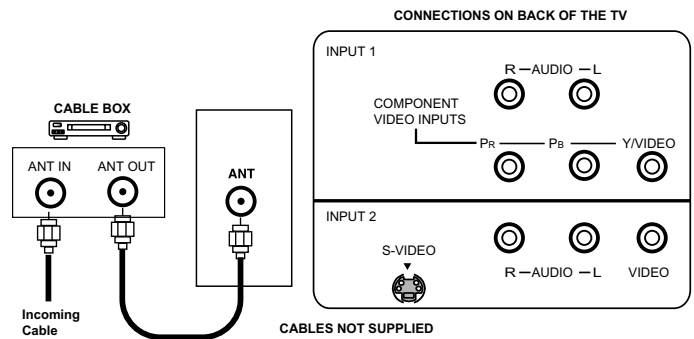 CONNECTIONS ON BACK OF THE TV
INPUT 1
R — AUDIO — L
COMPONENT
VIDEO INPUTS
PR — PB — Y/VIDEO
CABLE BOX
ANT IN ANT OUT
ANT
INPUT 2
S-VIDEO
R — AUDIO — L VIDEO
Incoming
Cable
CABLES NOT SUPPLIED